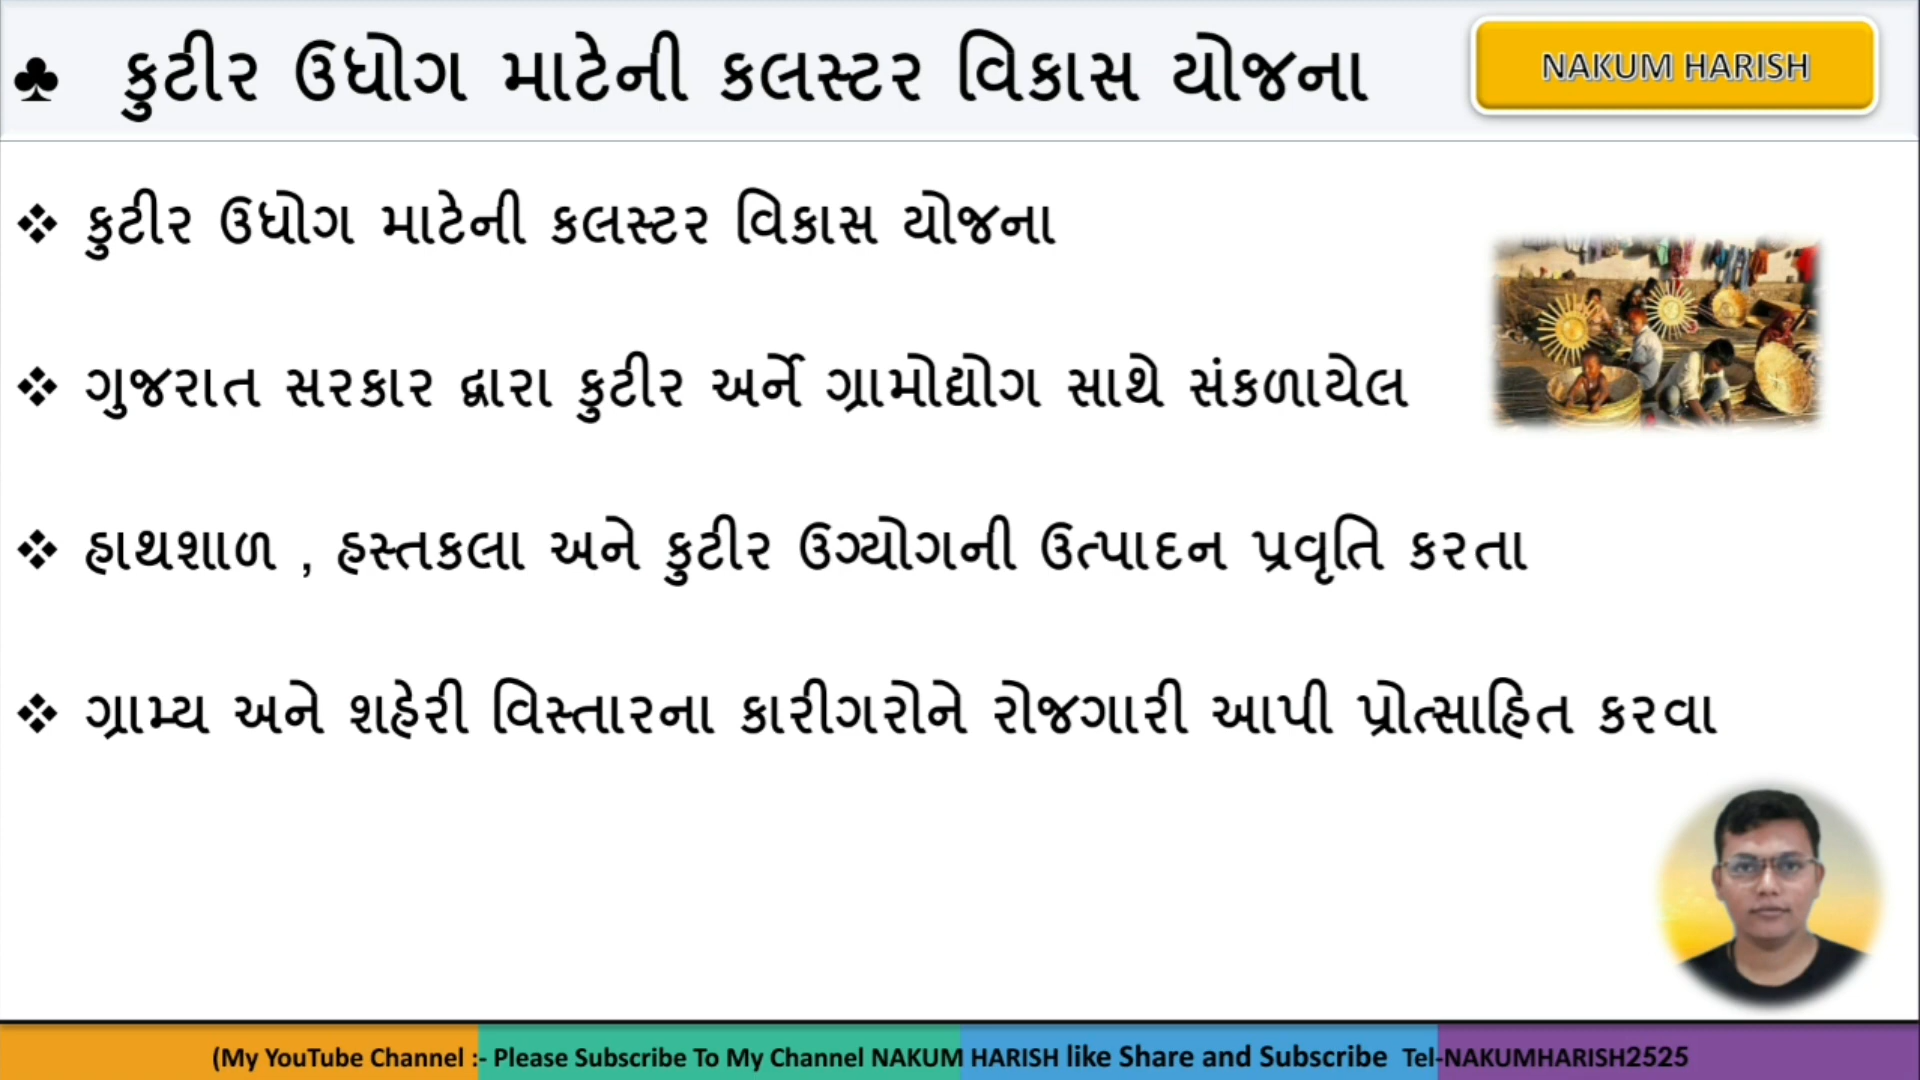 ♣ કુટીર ઉધોગ માટેની કલસ્ટર વિકાસ યોજના
NAKUM HARISH
❖ કુટીર ઉધોગ માટેની કલસ્ટર વિકાસ યોજના
❖ ગુજરાત સરકાર દ્વારા કુટીર અર્ને ગ્રામોદ્યોગ સાથે સંકળાયેલ
❖ હાથશાળ , હસ્તકલા અને કુટીર ઉગ્યોગની ઉત્પાદન પ્રવૃતિ કરતા
❖ ગ્રામ્ય અને શહેરી વિસ્તારના કારીગરોને રોજગારી આપી પ્રોત્સાહિત કરવા
(My YouTube Channel :- Please Subscribe To My Channel NAKUM HARISH like Share and Subscribe Tel-NAKUMHARISH2525